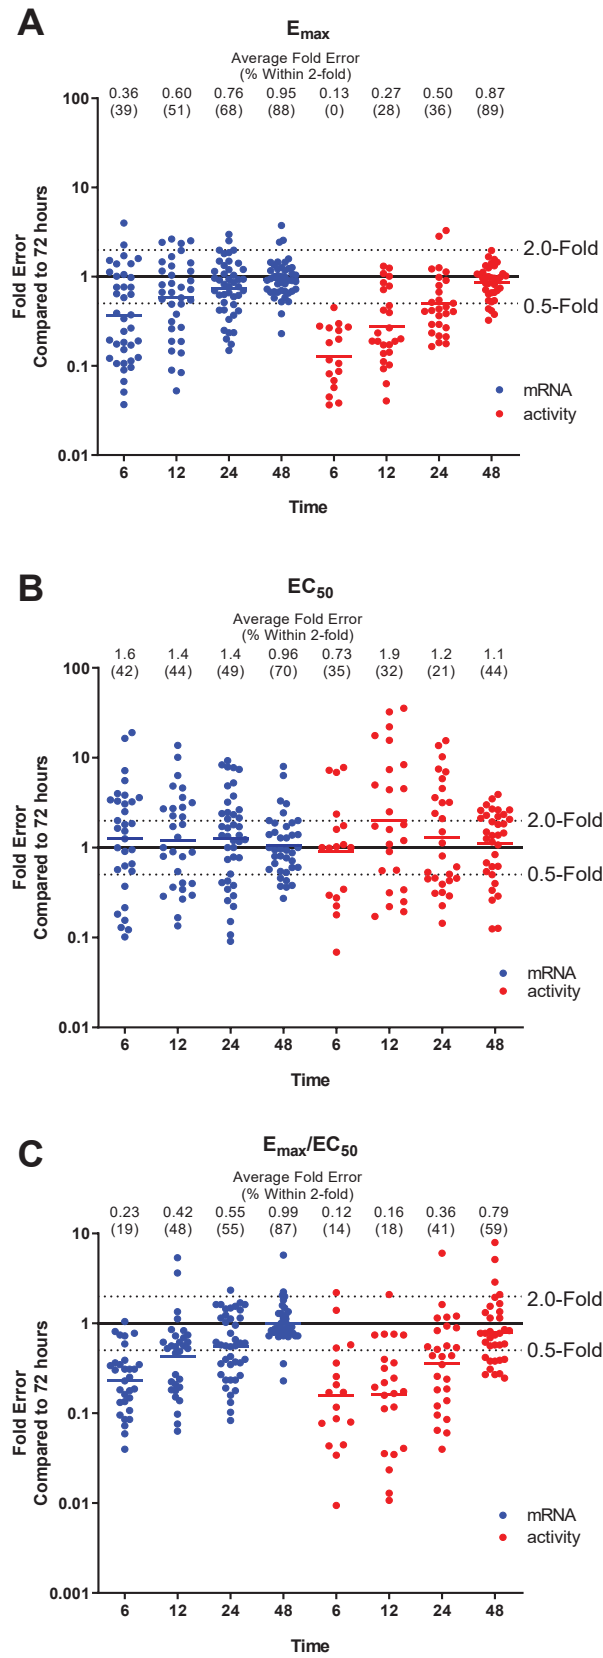 A
Emax
Average Fold Error
(% Within 2-fold)
0.36 0.60 0.76 0.95 0.13 0.27 0.50 0.87
(39) (51) (68) (88) (0) (28) (36) (89)
100
10
1
0.1
0.01
2.0-Fold
0.5-Fold
Fold Error
Compared to 72 hours
mRNA
activity
6 12 24 48 6 12 24 48
Time
B
EC50
Average Fold Error
(% Within 2-fold)
1.6 1.4 1.4 0.96 0.73 1.9 1.2 1.1
(42) (44) (49) (70) (35) (32) (21) (44)
100
10
1
0.1
0.01
2.0-Fold
0.5-Fold
Fold Error
Compared to 72 hours
mRNA
activity
6 12 24 48 6 12 24 48
Time
C
Emax/EC50
Average Fold Error
(% Within 2-fold)
0.23 0.42 0.55 0.99 0.12 0.16 0.36 0.79
(19) (48) (55) (87) (14) (18) (41) (59)
10
1
0.1
0.01
0.001
2.0-Fold
0.5-Fold
Fold Error
Compared to 72 hours
mRNA
activity
6 12 24 48 6 12 24 48
Time